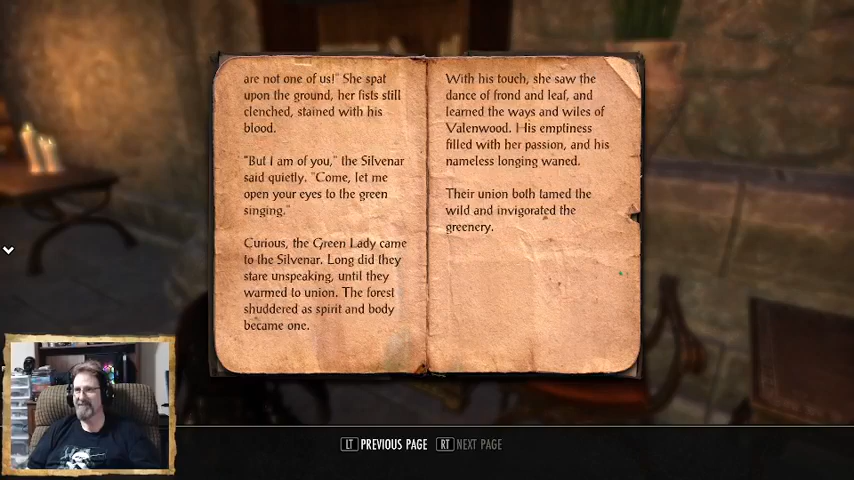 are not one of us!" She spat
upon the ground, her fists still
clenched, stained with his
blood.
"But I am of you," the Silvenar
said quietly. "Come, let me
open your eyes to the green
singing."
Curious, the Green Lady came
to the Silvenar. Long did they
stare unspeaking, until they
warmed to union. The forest
shuddered as spirit and body
became one.
With his touch, she saw the
dance of frond and leaf, and
learned the ways and wiles of
Valenwood. His emptiness
filled with her passion, and his
nameless longing waned.
Their union both tamed the
wild and invigorated the
greenery.
LT PREVIOUS PAGE RT NEXT PAGE